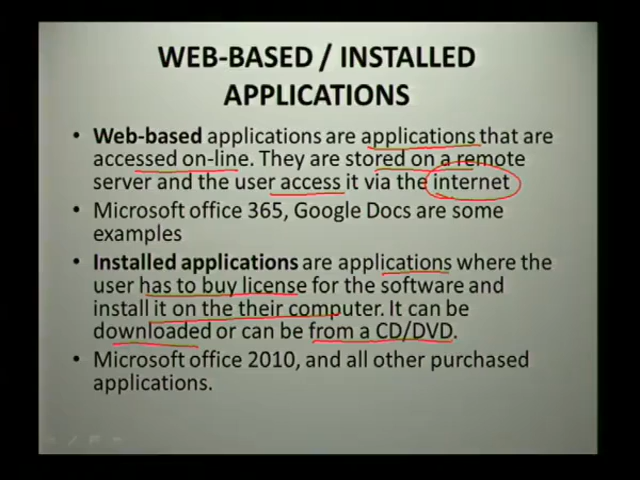 WEB-BASED / INSTALLED
APPLICATIONS
• Web-based applications are applications that are
accessed on-line. They are stored on a remote
server and the user access it via the internet
• Microsoft office 365, Google Docs are some
examples
• Installed applications are applications where the
user has to buy license for the software and
install it on the their computer. It can be
downloaded or can be from a CD/DVD.
• Microsoft office 2010, and all other purchased
applications.